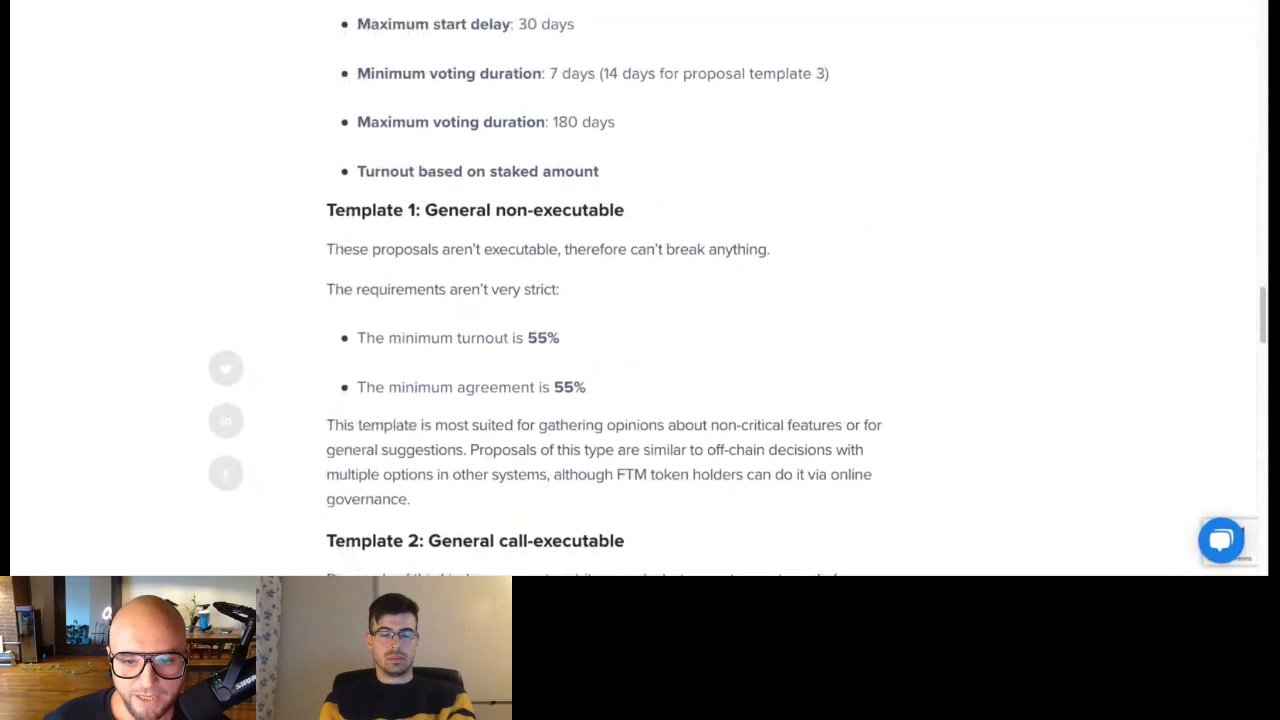 Maximum start delay: 30 days
Minimum voting duration: 7 days (14 days for proposal template 3)
Maximum voting duration: 180 days
Turnout based on staked amount
Template 1: General non-executable
These proposals aren’t executable, therefore can’t break anything.
The requirements aren’t very strict:
The minimum turnout is 55%
The minimum agreement is 55%
in
f
This template is most suited for gathering opinions about non-critical features or for
general suggestions. Proposals of this type are similar to off-chain decisions with
multiple options in other systems, although FTM token holders can do it via online
governance.
Template 2: General call-executable
SHURE